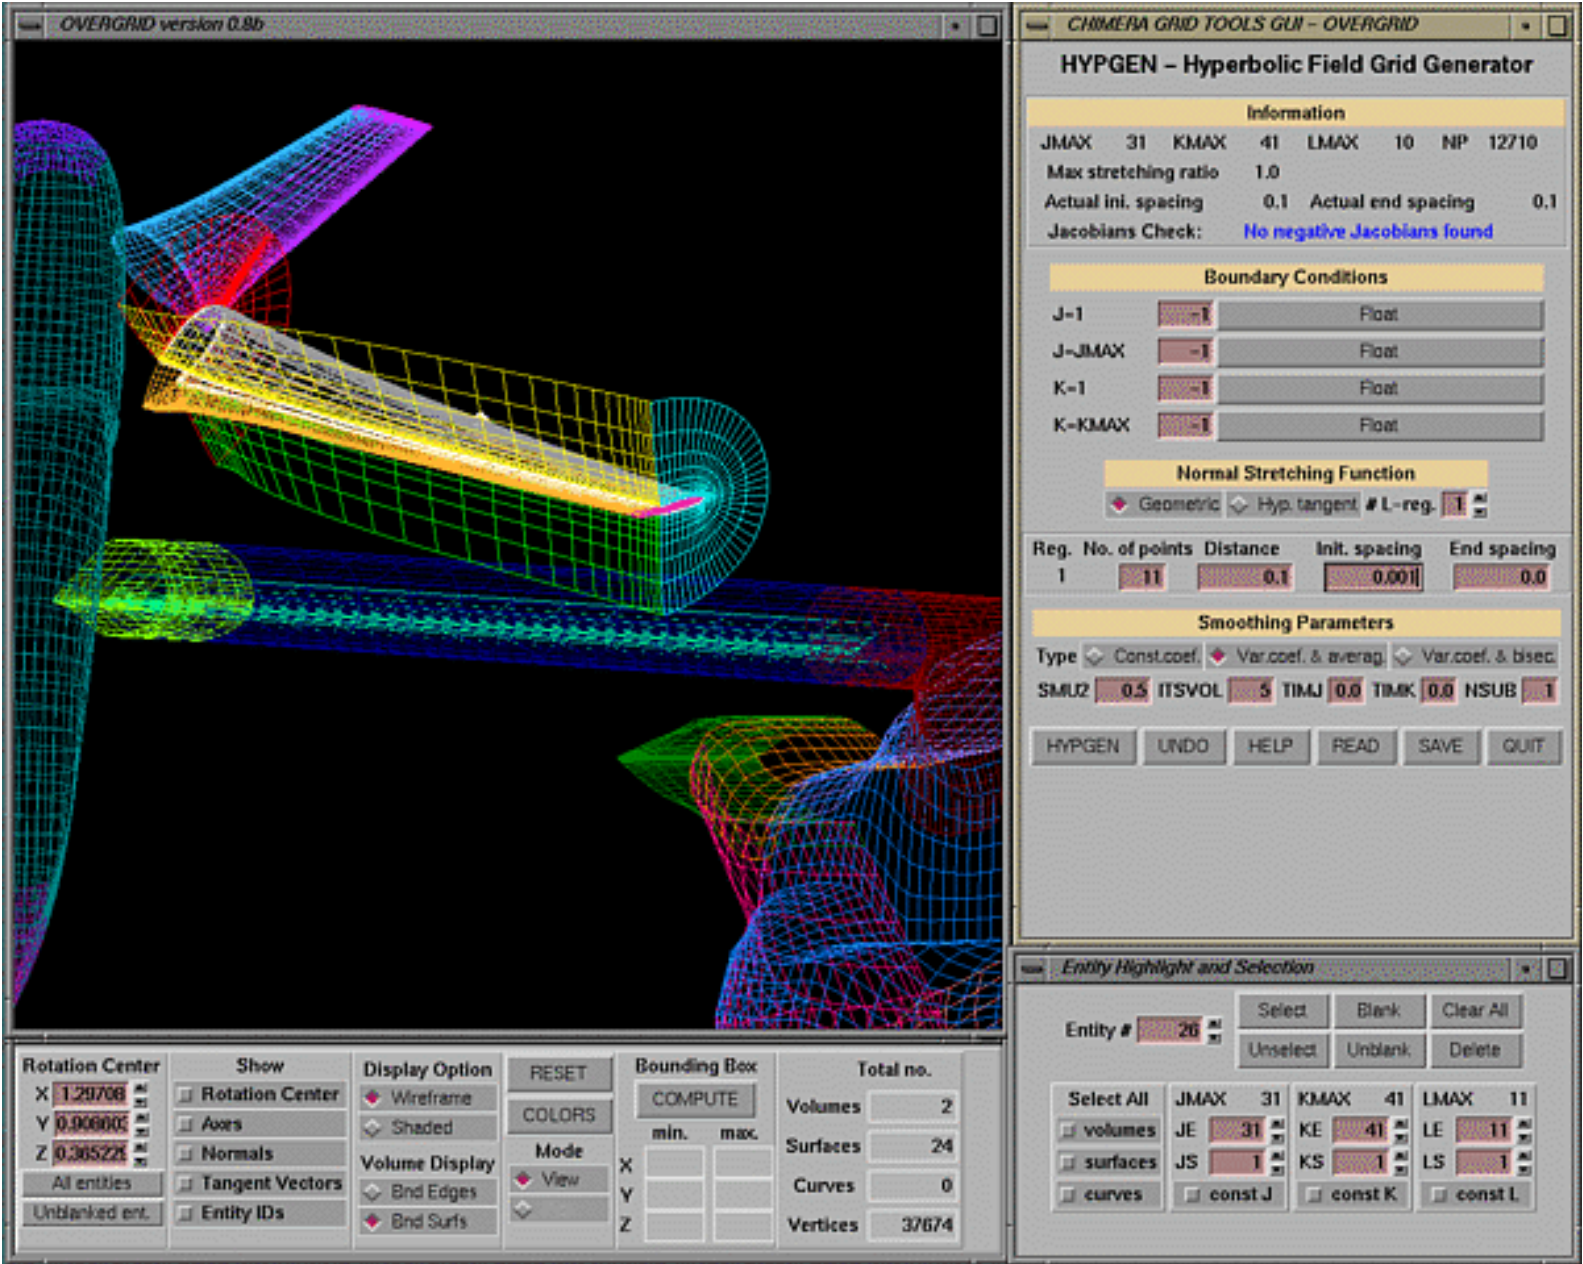 OVERGRID version 0.8b
CHIMERA GRID TOOLS GUI - OVERGRID
HYPGEN - Hyperbolic Field Grid Generator
Information
JMAX 31 KMAX 41 LMAX 10 NP 12710
Max stretching ratio 1.0
Actual ini. spacing 0.1 Actual end spacing 0.1
Jacobians Check: No negative Jacobians found
Boundary Conditions
J-1 -1 Float
J-JMAX -1 Float
K-1 -1 Float
K-KMAX -1 Float
Normal Stretching Function
Geometric Hyp. tangent # L-reg. 1
Reg. No. of points Distance Init. spacing End spacing
1 11 0.1 0.001 0.0
Smoothing Parameters
Type Const.coef. Var.coef. & averag. Var.coef. & bisec.
SMU2 0.5 ITSVOL 5 TIMJ 0.0 TIMK 0.0 NSUB 1
HYPGEN UNDO HELP READ SAVE QUIT
Entity Highlight and Selection
Entity # 26
Select Blank Clear All
Unselect Unblank Delete
Select All JMAX 31 KMAX 41 LMAX 11
volumes JE 31 KE 41 LE 11
surfaces JS 1 KS 1 LS 1
curves const J const K const L
Rotation Center
X 1.29708
Y
Z 0.365229
All entities
Unblanked ent.
Show
Rotation Center
Axes
Normals
Tangent Vectors
Entity IDs
Display Option
Wireframe
Shaded
Volume Display
Bnd Edges
Bnd Surfs
RESET
COLORS
Mode
View
Bounding Box
COMPUTE
min. max.
X
Y
Z
Total no.
Volumes 2
Surfaces 24
Curves 0
Vertices 37674